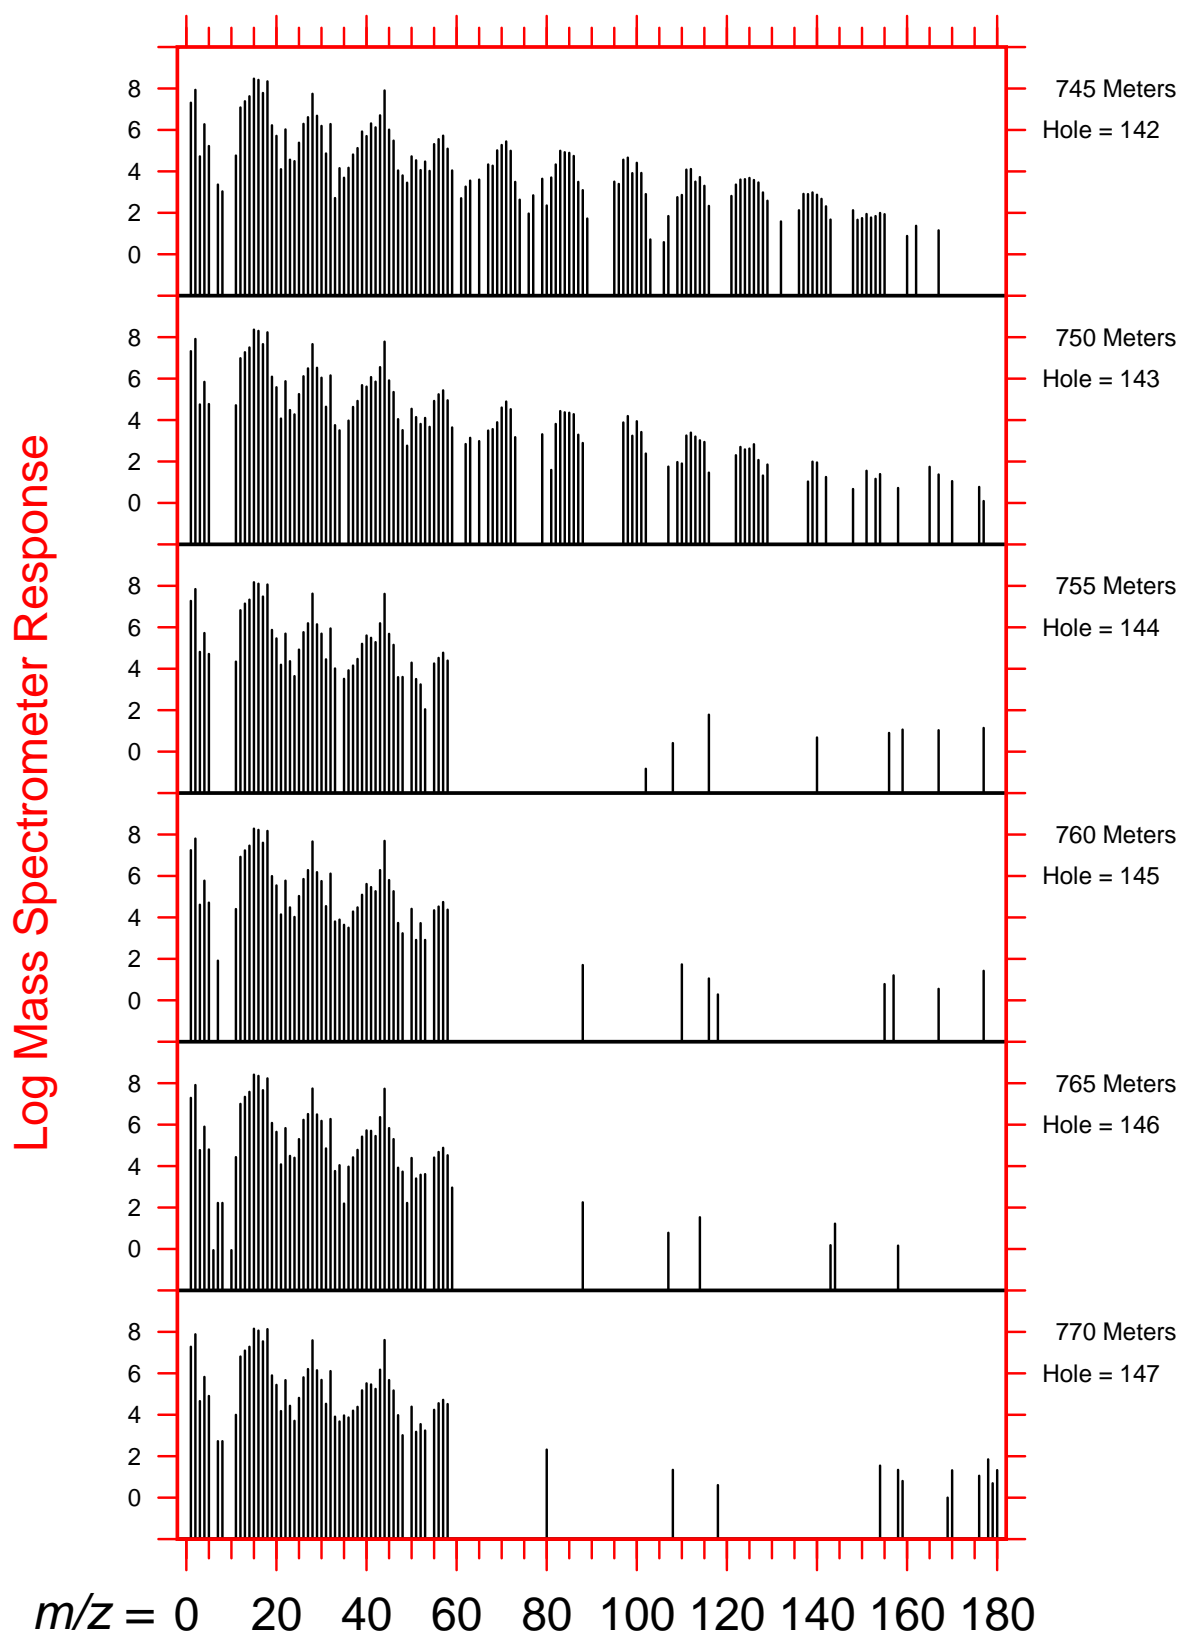 8
6
4
2
0
745 Meters
Hole = 142
8
6
4
2
0
750 Meters
Hole = 143
8
6
4
2
0
755 Meters
Hole = 144
8
6
4
2
0
760 Meters
Hole = 145
8
6
4
2
0
765 Meters
Hole = 146
8
6
4
2
0
770 Meters
Hole = 147
Log Mass Spectrometer Response
m/z = 0 20 40 60 80 100 120 140 160 180